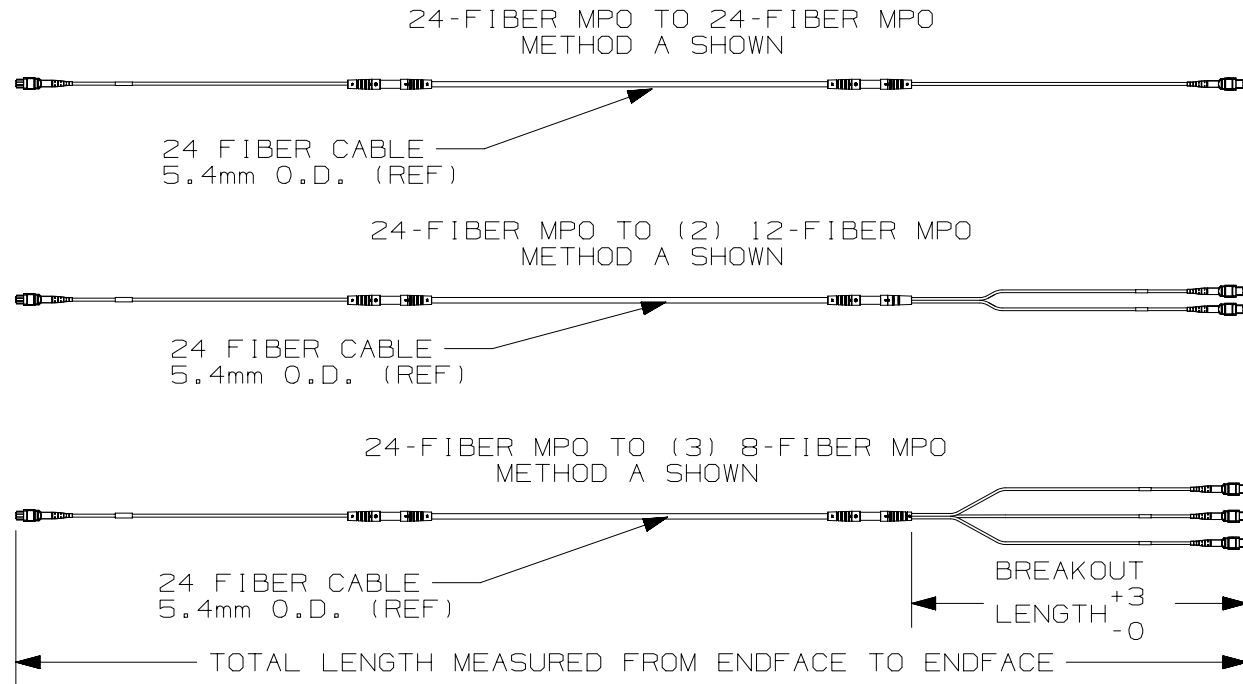 24-FIBER MPO TO 24-FIBER MPO
METHOD A SHOWN
24 FIBER CABLE
5.4mm O.D. (REF)
24-FIBER MPO TO (2) 12-FIBER MPO
METHOD A SHOWN
24 FIBER CABLE
5.4mm O.D. (REF)
24-FIBER MPO TO (3) 8-FIBER MPO
METHOD A SHOWN
24 FIBER CABLE
5.4mm O.D. (REF)
BREAKOUT
LENGTH +3
-0
TOTAL LENGTH MEASURED FROM ENDFACE TO ENDFACE